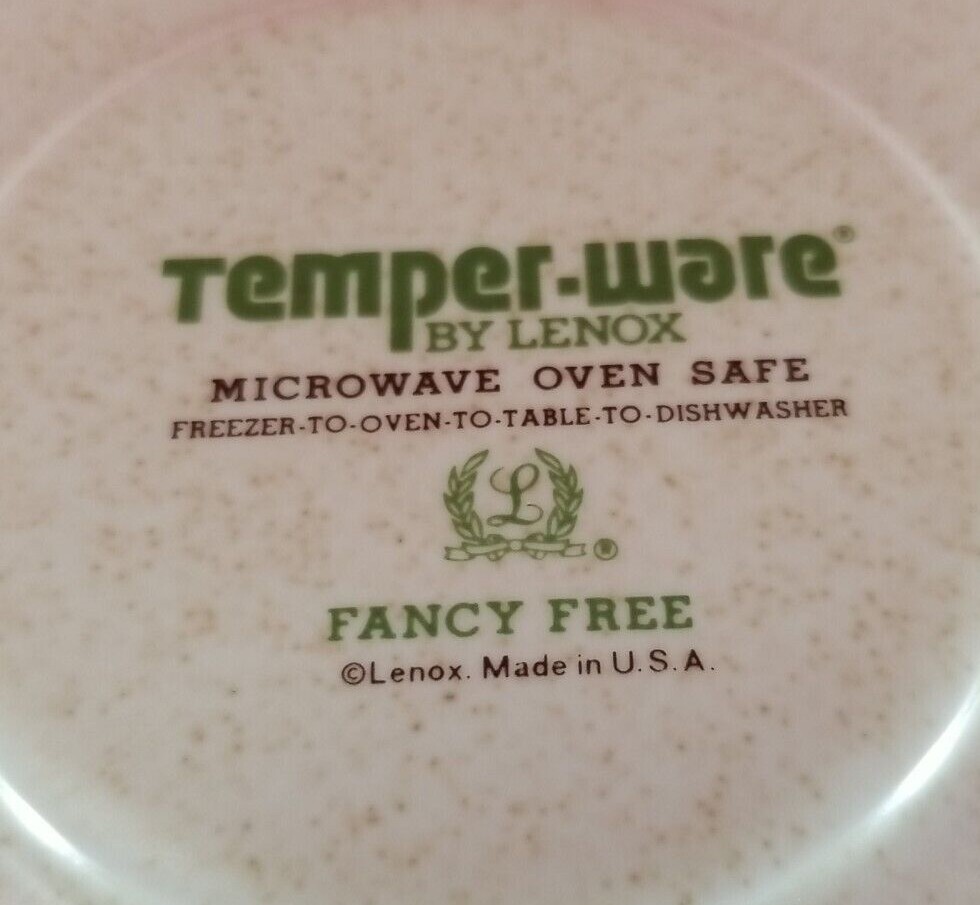 Temper-ware®
BY LENOX
MICROWAVE OVEN SAFE
FREEZER-TO-OVEN-TO-TABLE-TO-DISHWASHER
L ®
FANCY FREE
©Lenox. Made in U.S.A.